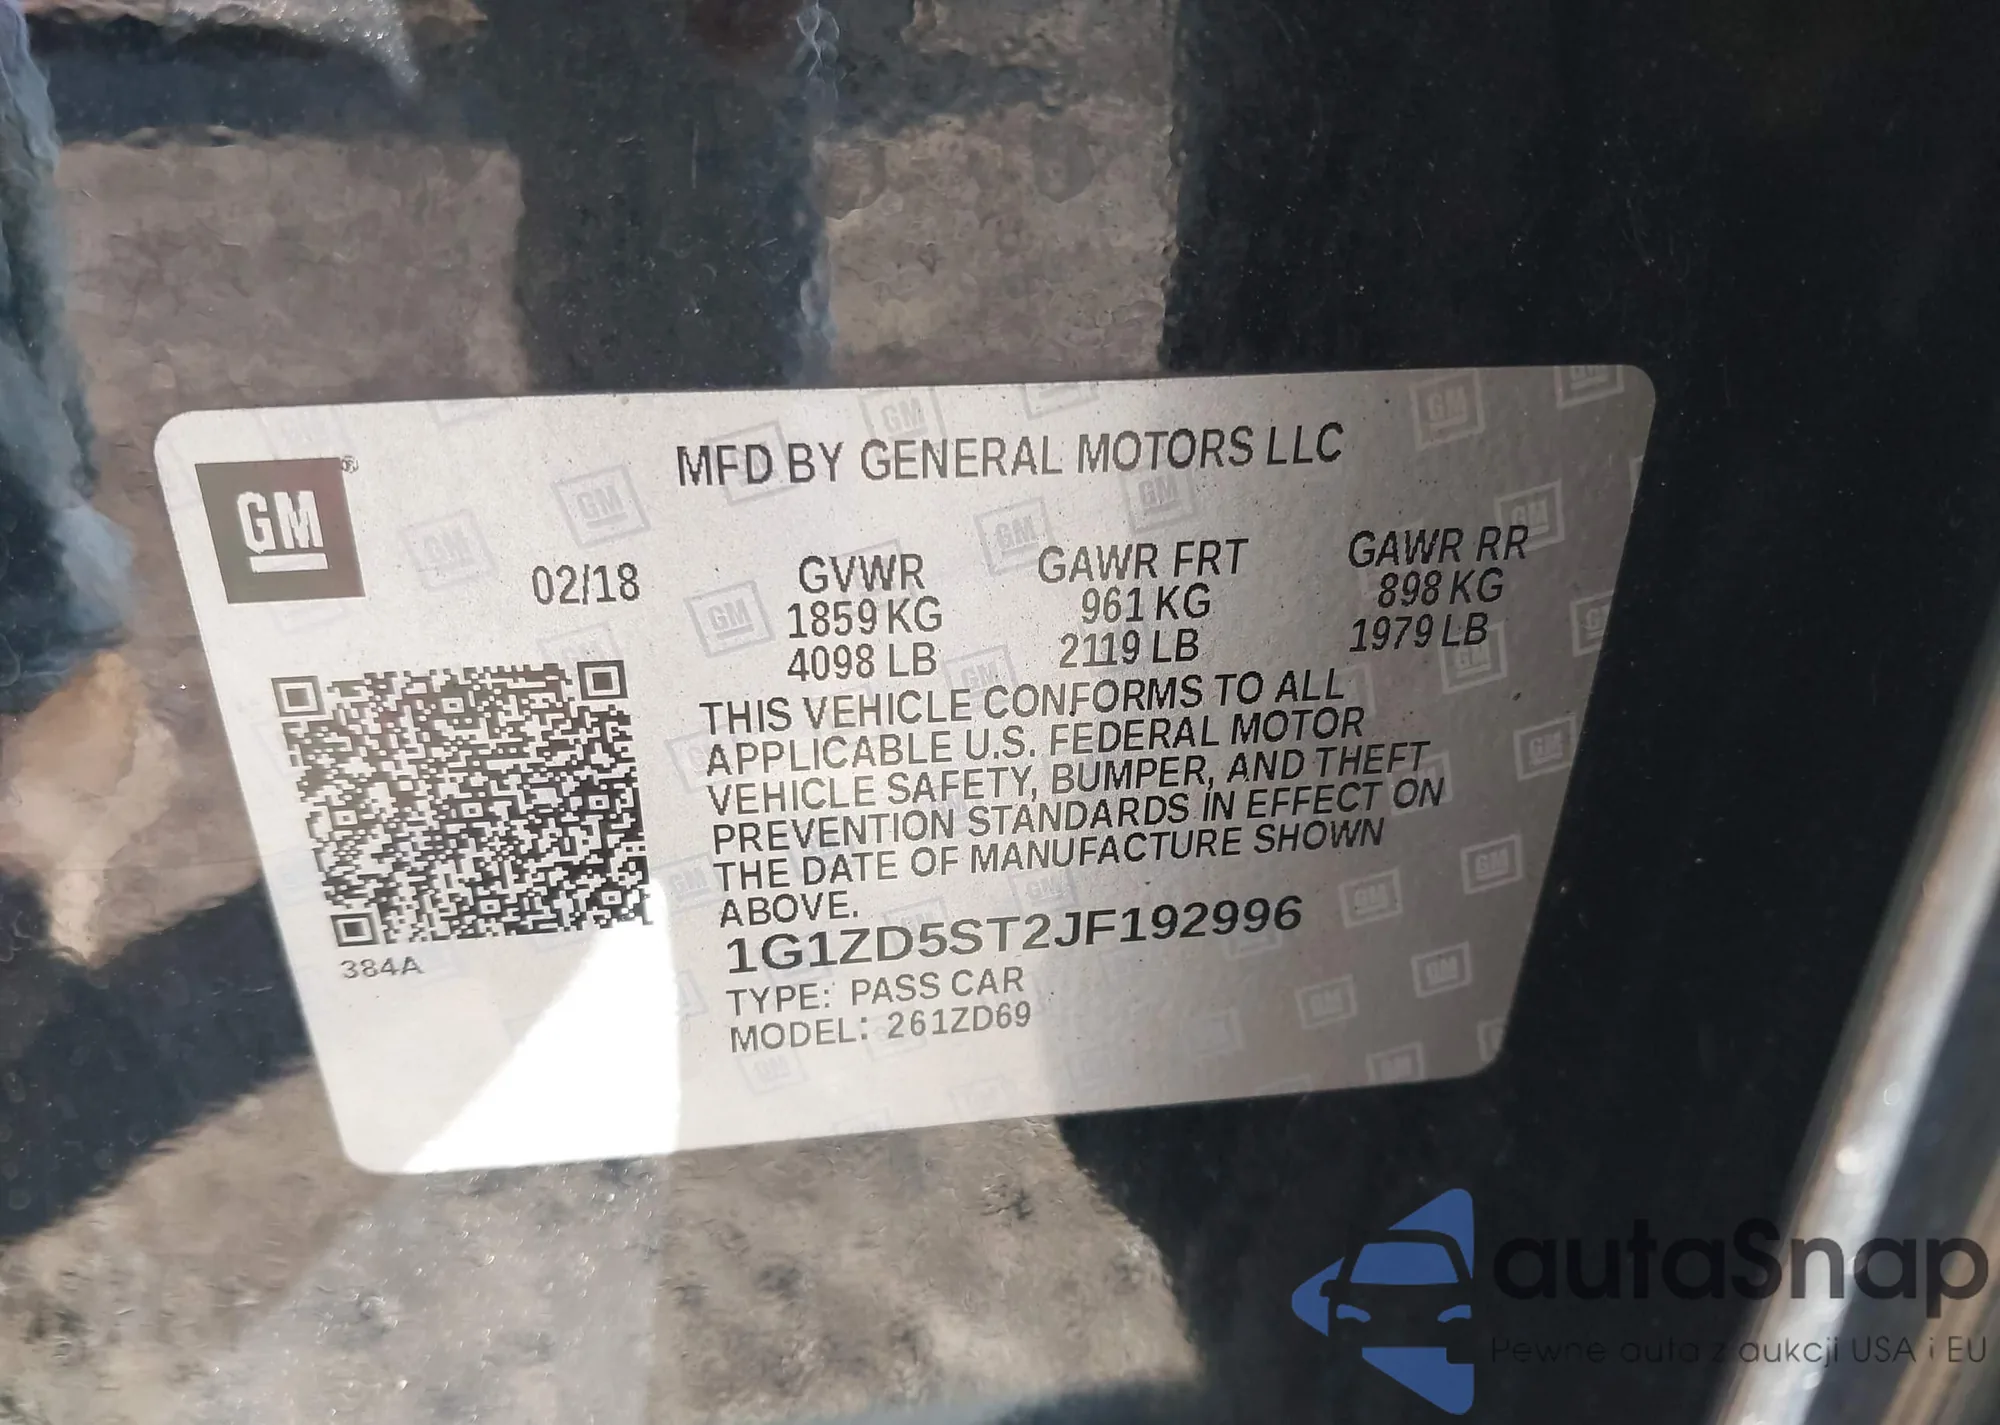 GM
MFD BY GENERAL MOTORS LLC
02/18
GVWR GAWR FRT GAWR RR
1859 KG 961 KG 898 KG
4098 LB 2119 LB 1979 LB
THIS VEHICLE CONFORMS TO ALL
APPLICABLE U.S. FEDERAL MOTOR
VEHICLE SAFETY, BUMPER, AND THEFT
PREVENTION STANDARDS IN EFFECT ON
THE DATE OF MANUFACTURE SHOWN
ABOVE.
1G1ZD5ST2JF192996
384A
TYPE: PASS CAR
MODEL: 261ZD69
autaSnap
Pewne auta z aukcji USA i EU